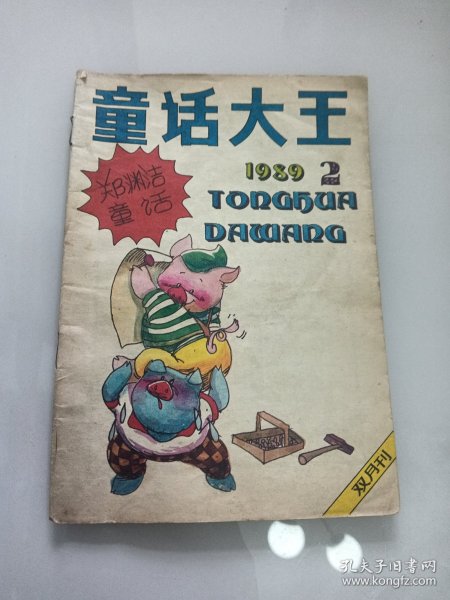 童话大王
郑渊洁
童话
1989 2
TONGHUA
DAWANG
双月刊
孔夫子旧书网
www.kongfz.com